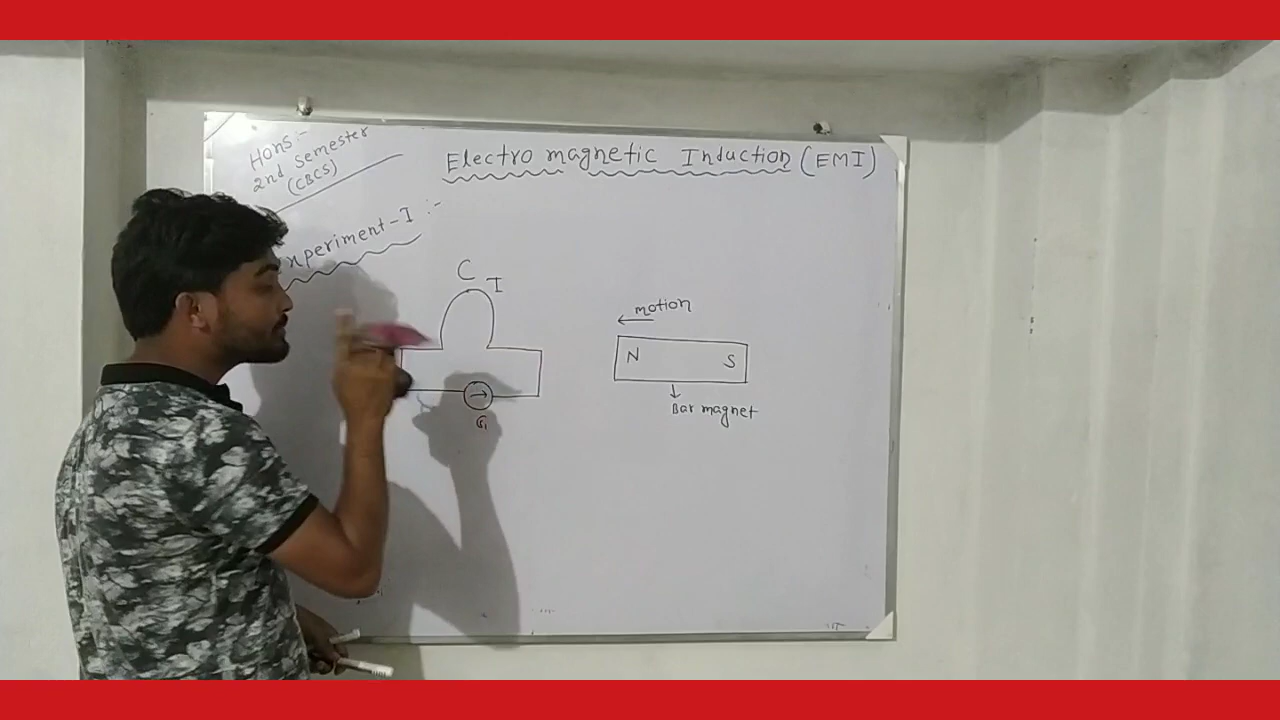 Hons:-
2nd Semester
(CBCS)
Electro magnetic Induction (EMI)
xperiment-I :-
C
I
motion
N S
Bar magnet
G